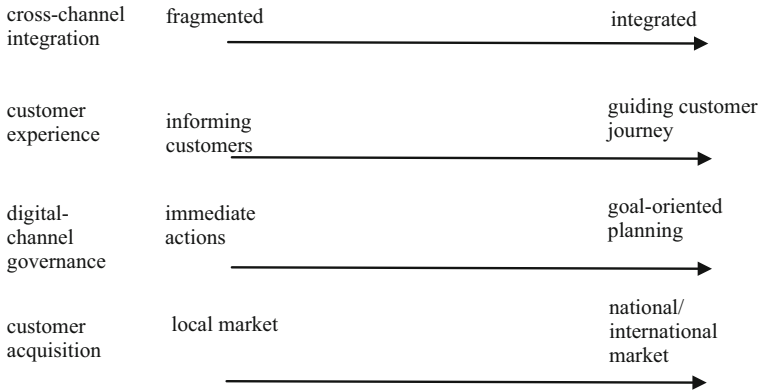 cross-channel
integration
fragmented
integrated
customer
experience
informing
customers
guiding customer
journey
digital-
channel
governance
immediate
actions
goal-oriented
planning
customer
acquisition
local market
national/
international
market